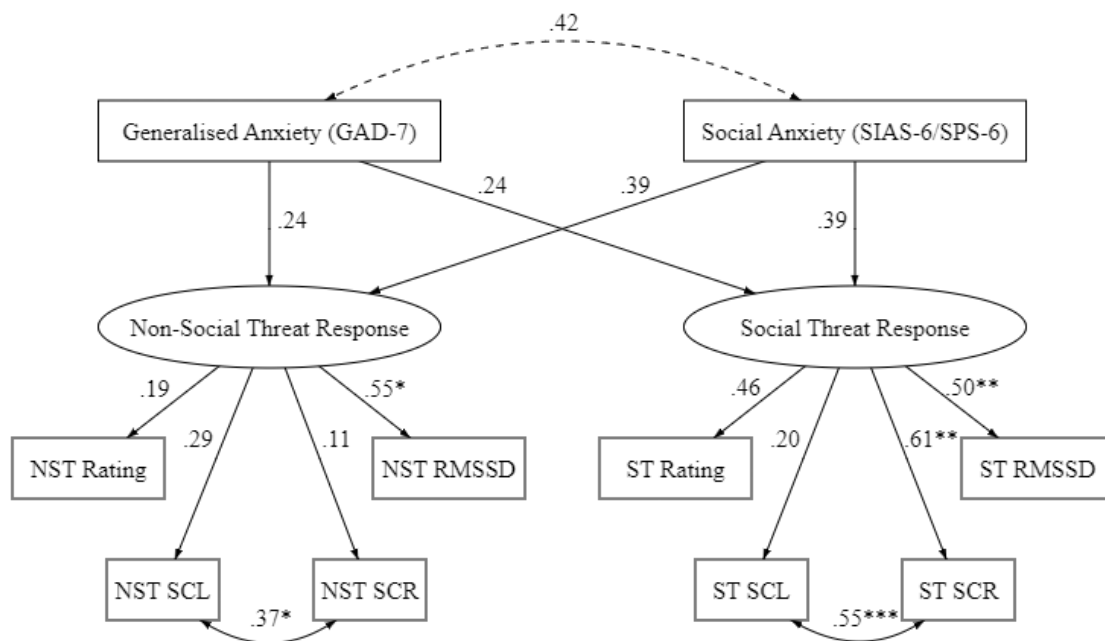 .42
Generalised Anxiety (GAD-7)
Social Anxiety (SIAS-6/SPS-6)
.24
.39
.24
.39
Non-Social Threat Response
Social Threat Response
.19
.55*
.46
.50**
.29
.11
.20
.61**
NST Rating
NST RMSSD
ST Rating
ST RMSSD
NST SCL
NST SCR
ST SCL
ST SCR
.37*
.55***